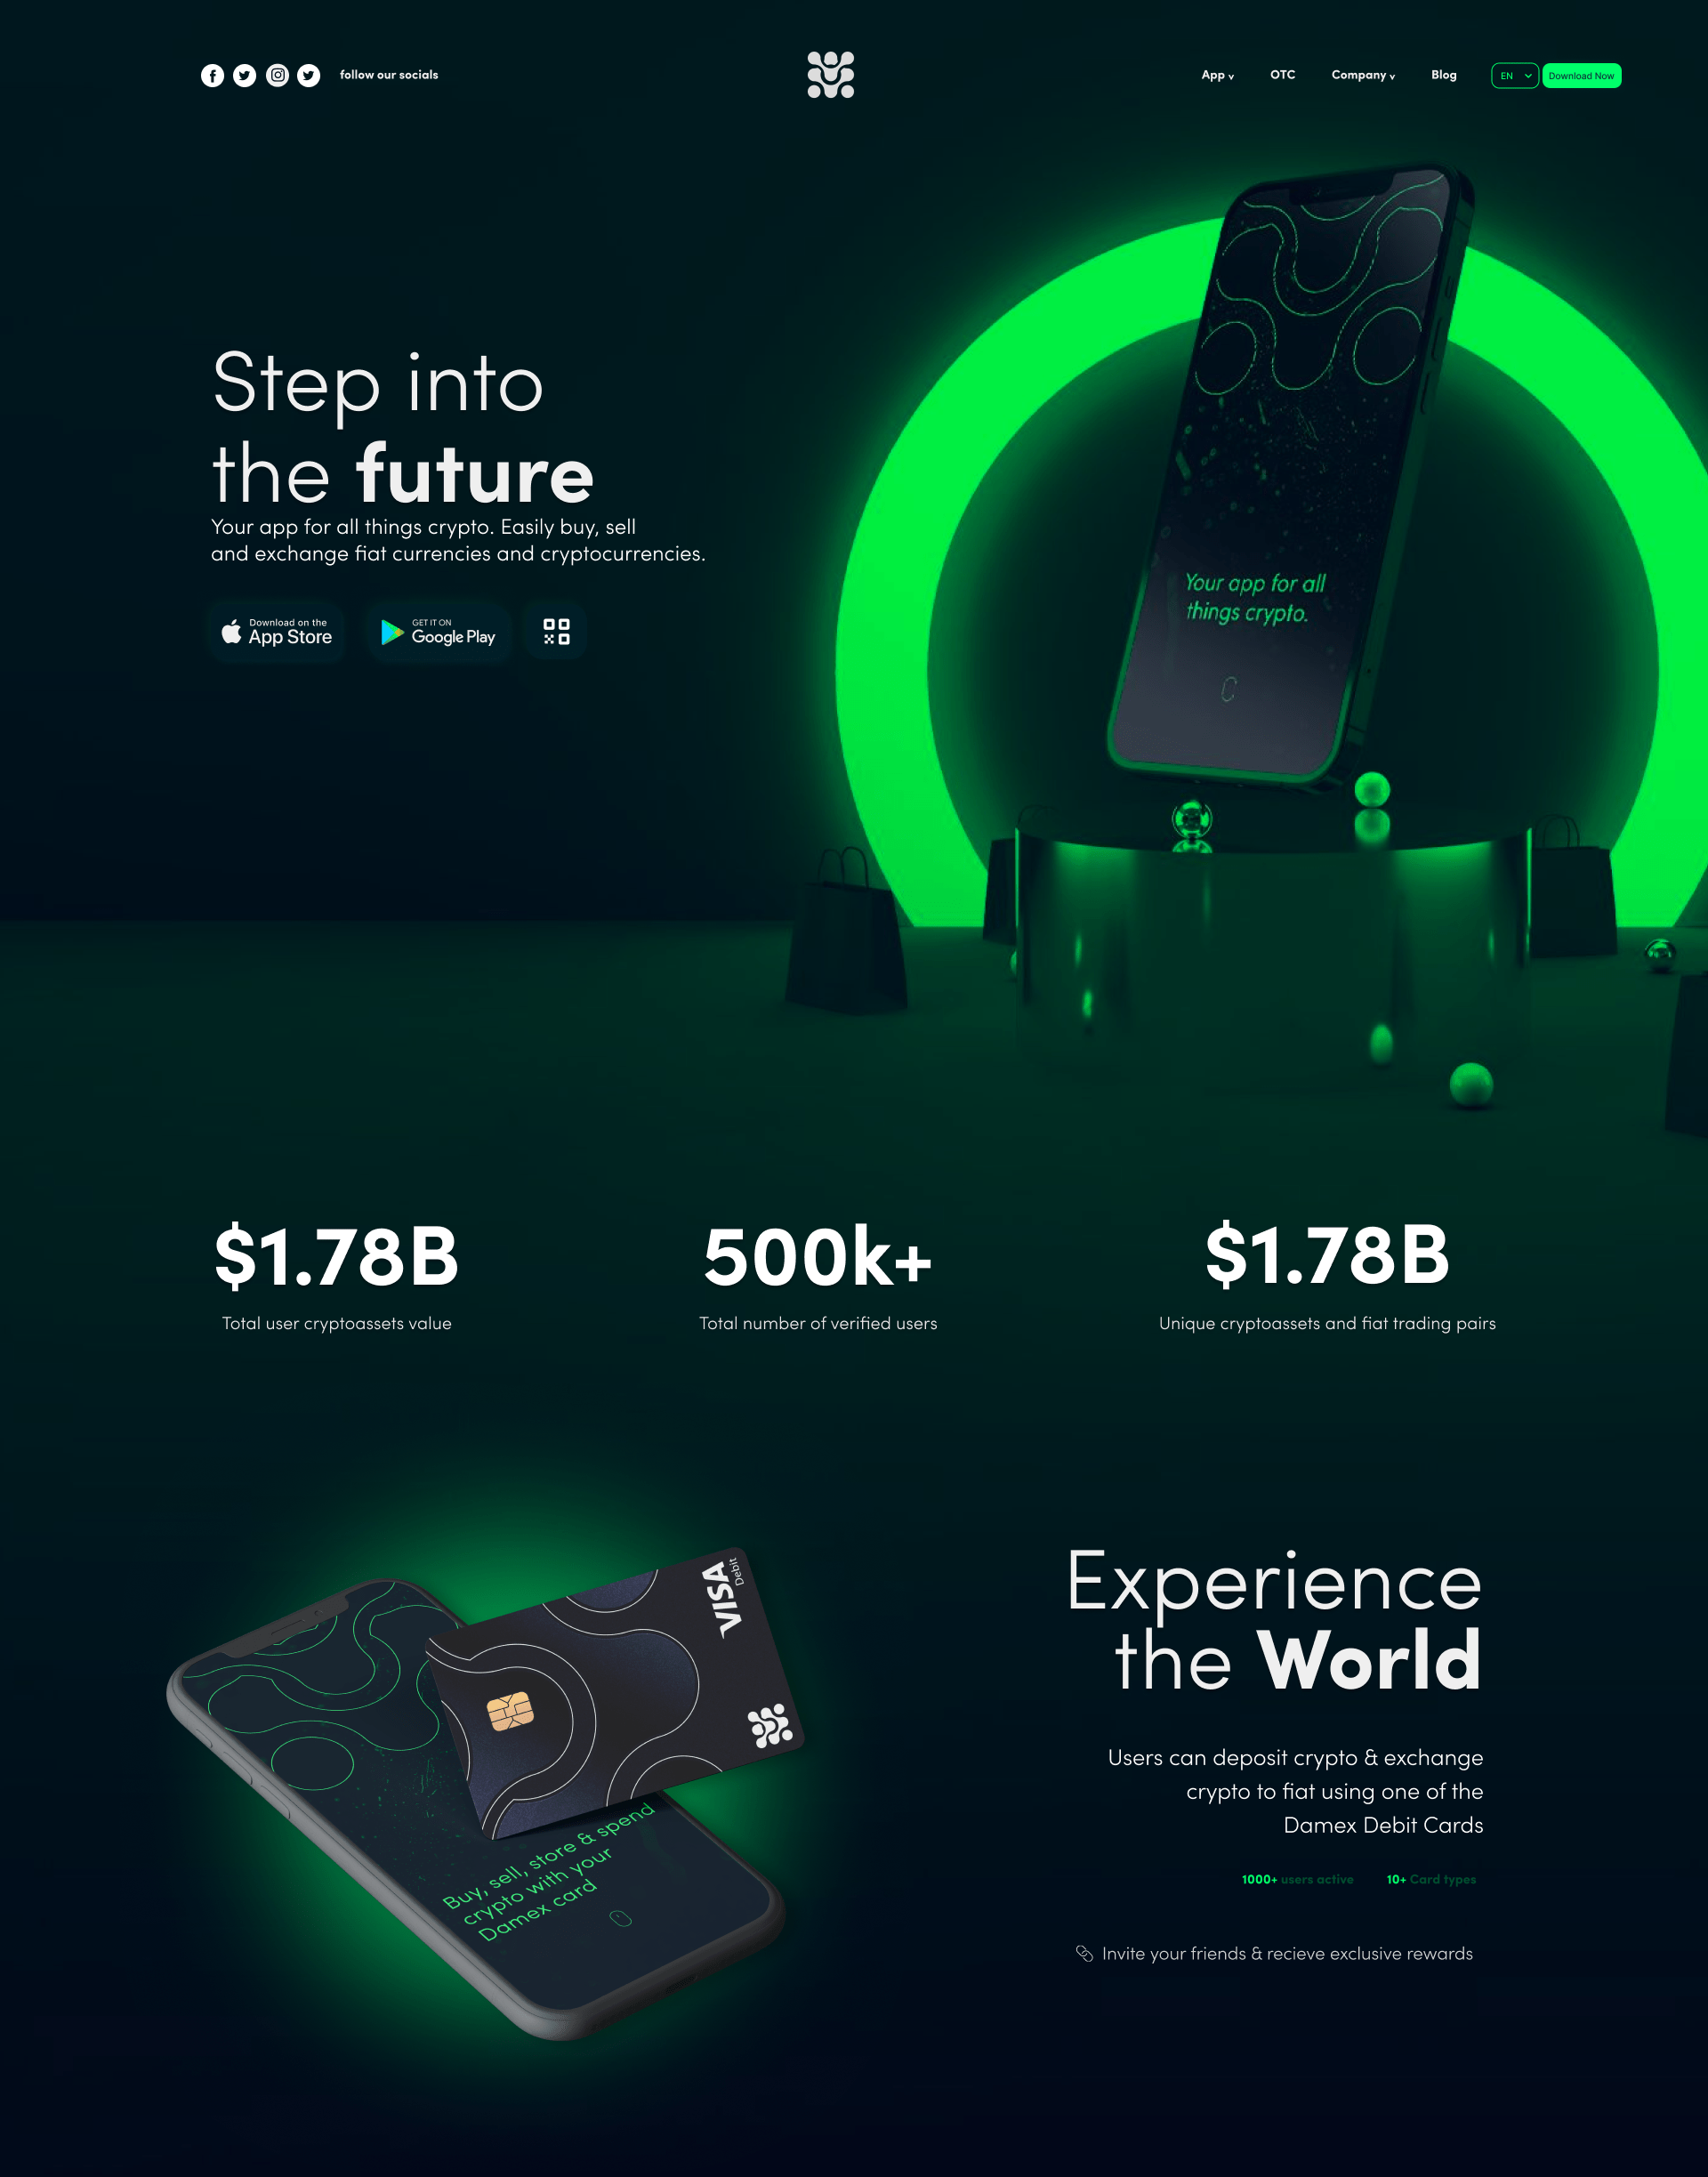 follow our socials
App v
OTC
Company v
Blog
EN
Download Now
Step into
the future
Your app for all things crypto. Easily buy, sell
and exchange fiat currencies and cryptocurrencies.
Download on the
App Store
GET IT ON
Google Play
Your app for all
things crypto.
$1.78B
Total user cryptoassets value
500k+
Total number of verified users
$1.78B
Unique cryptoassets and fiat trading pairs
VISA
Debit
Buy, sell, store & spend
crypto with your
Damex card
Experience
the World
Users can deposit crypto & exchange
crypto to fiat using one of the
Damex Debit Cards
1000+ users active
10+ Card types
Invite your friends & recieve exclusive rewards